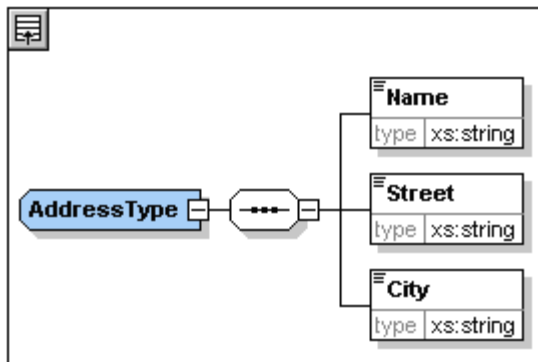 Name
type xs:string
AddressType
Street
type xs:string
City
type xs:string